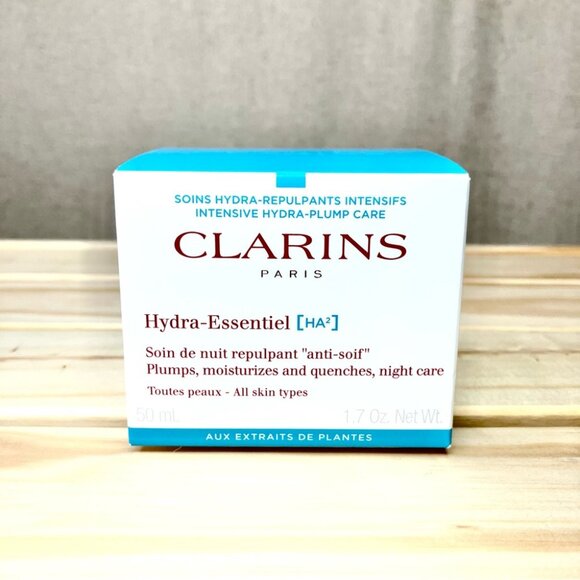 SOINS HYDRA-REPULPANTS INTENSIFS
INTENSIVE HYDRA-PLUMP CARE
CLARINS
PARIS
Hydra-Essentiel [HA²]
Soin de nuit repulpant "anti-soif"
Plumps, moisturizes and quenches, night care
Toutes peaux - All skin types
50 mL 1.7 Oz. Net Wt.
AUX EXTRAITS DE PLANTES